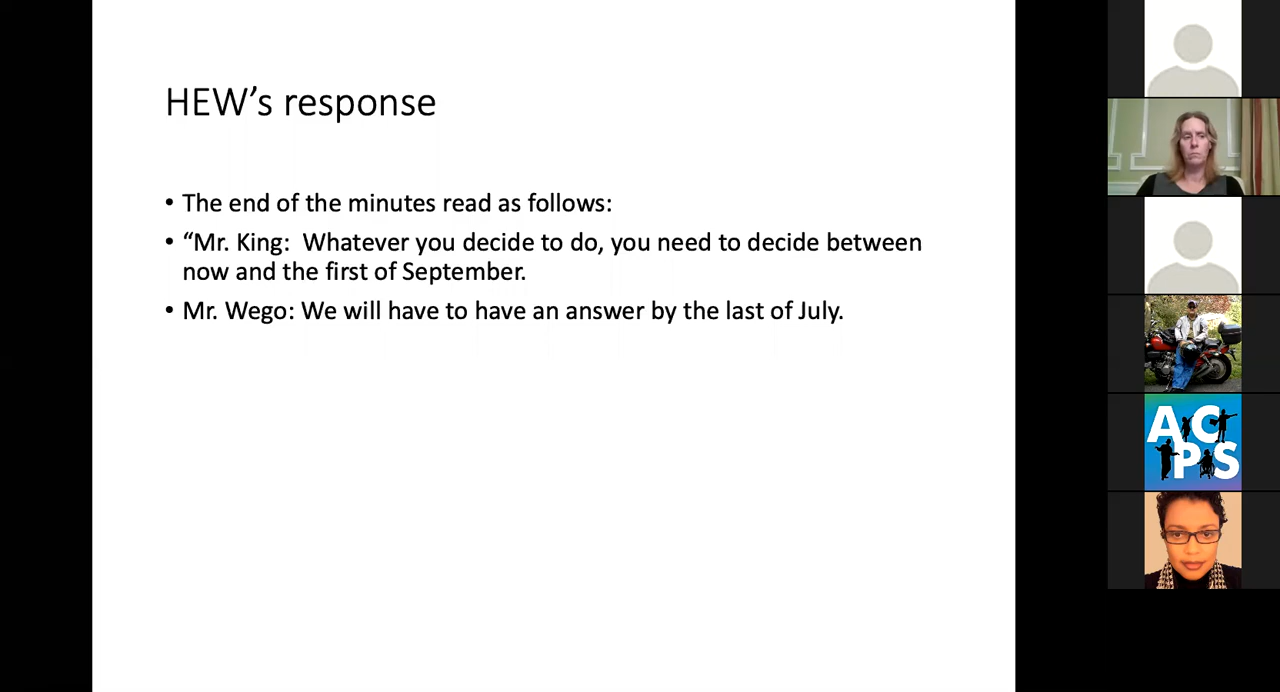 HEW’s response
• The end of the minutes read as follows:
• “Mr. King:  Whatever you decide to do, you need to decide between
now and the first of September.
• Mr. Wego: We will have to have an answer by the last of July.
AC
PS